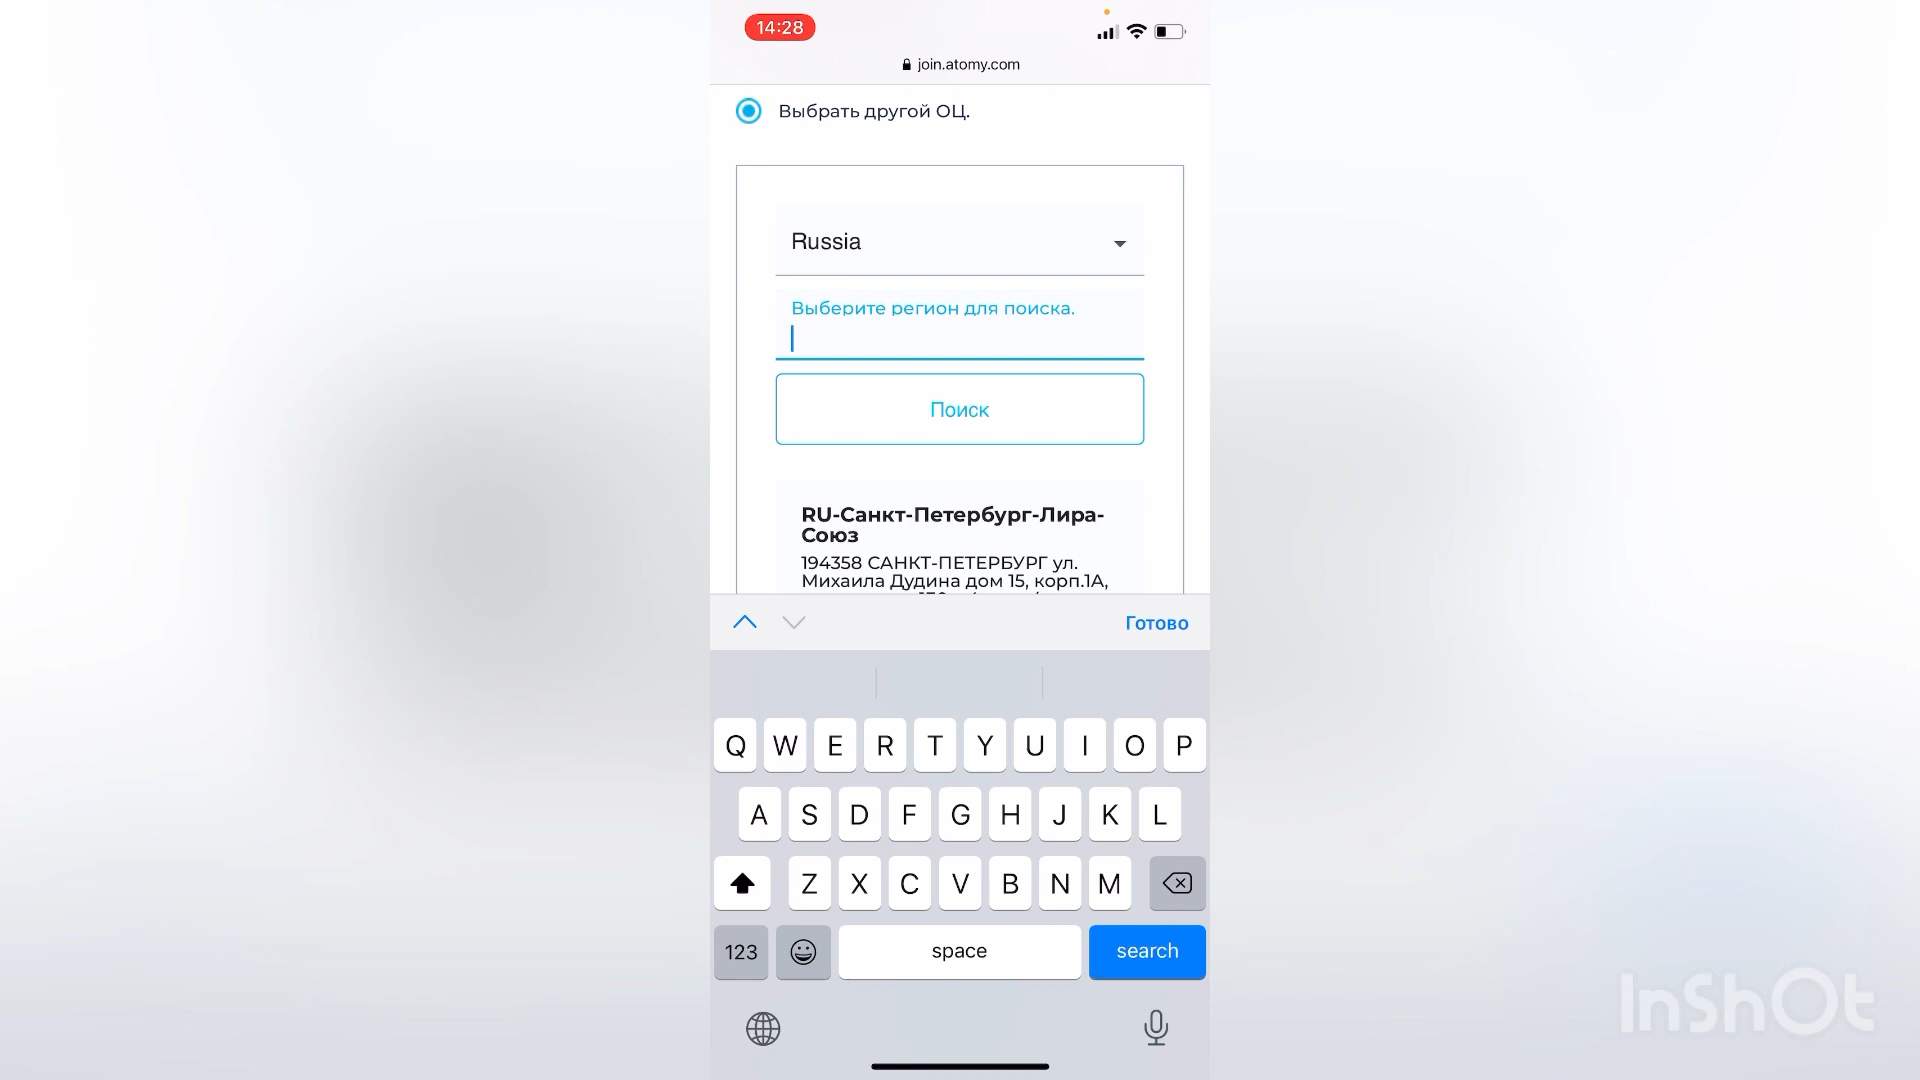 14:28
join.atomy.com
Выбрать другой ОЦ.
Russia
Выберите регион для поиска.
Поиск
RU-Санкт-Петербург-Лира-
Союз
194358 САНКТ-ПЕТЕРБУРГ ул.
Михаила Дудина дом 15, корп.1А,
Готово
Q W E R T Y U I O P
A S D F G H J K L
Z X C V B N M
123 space search
InShOt